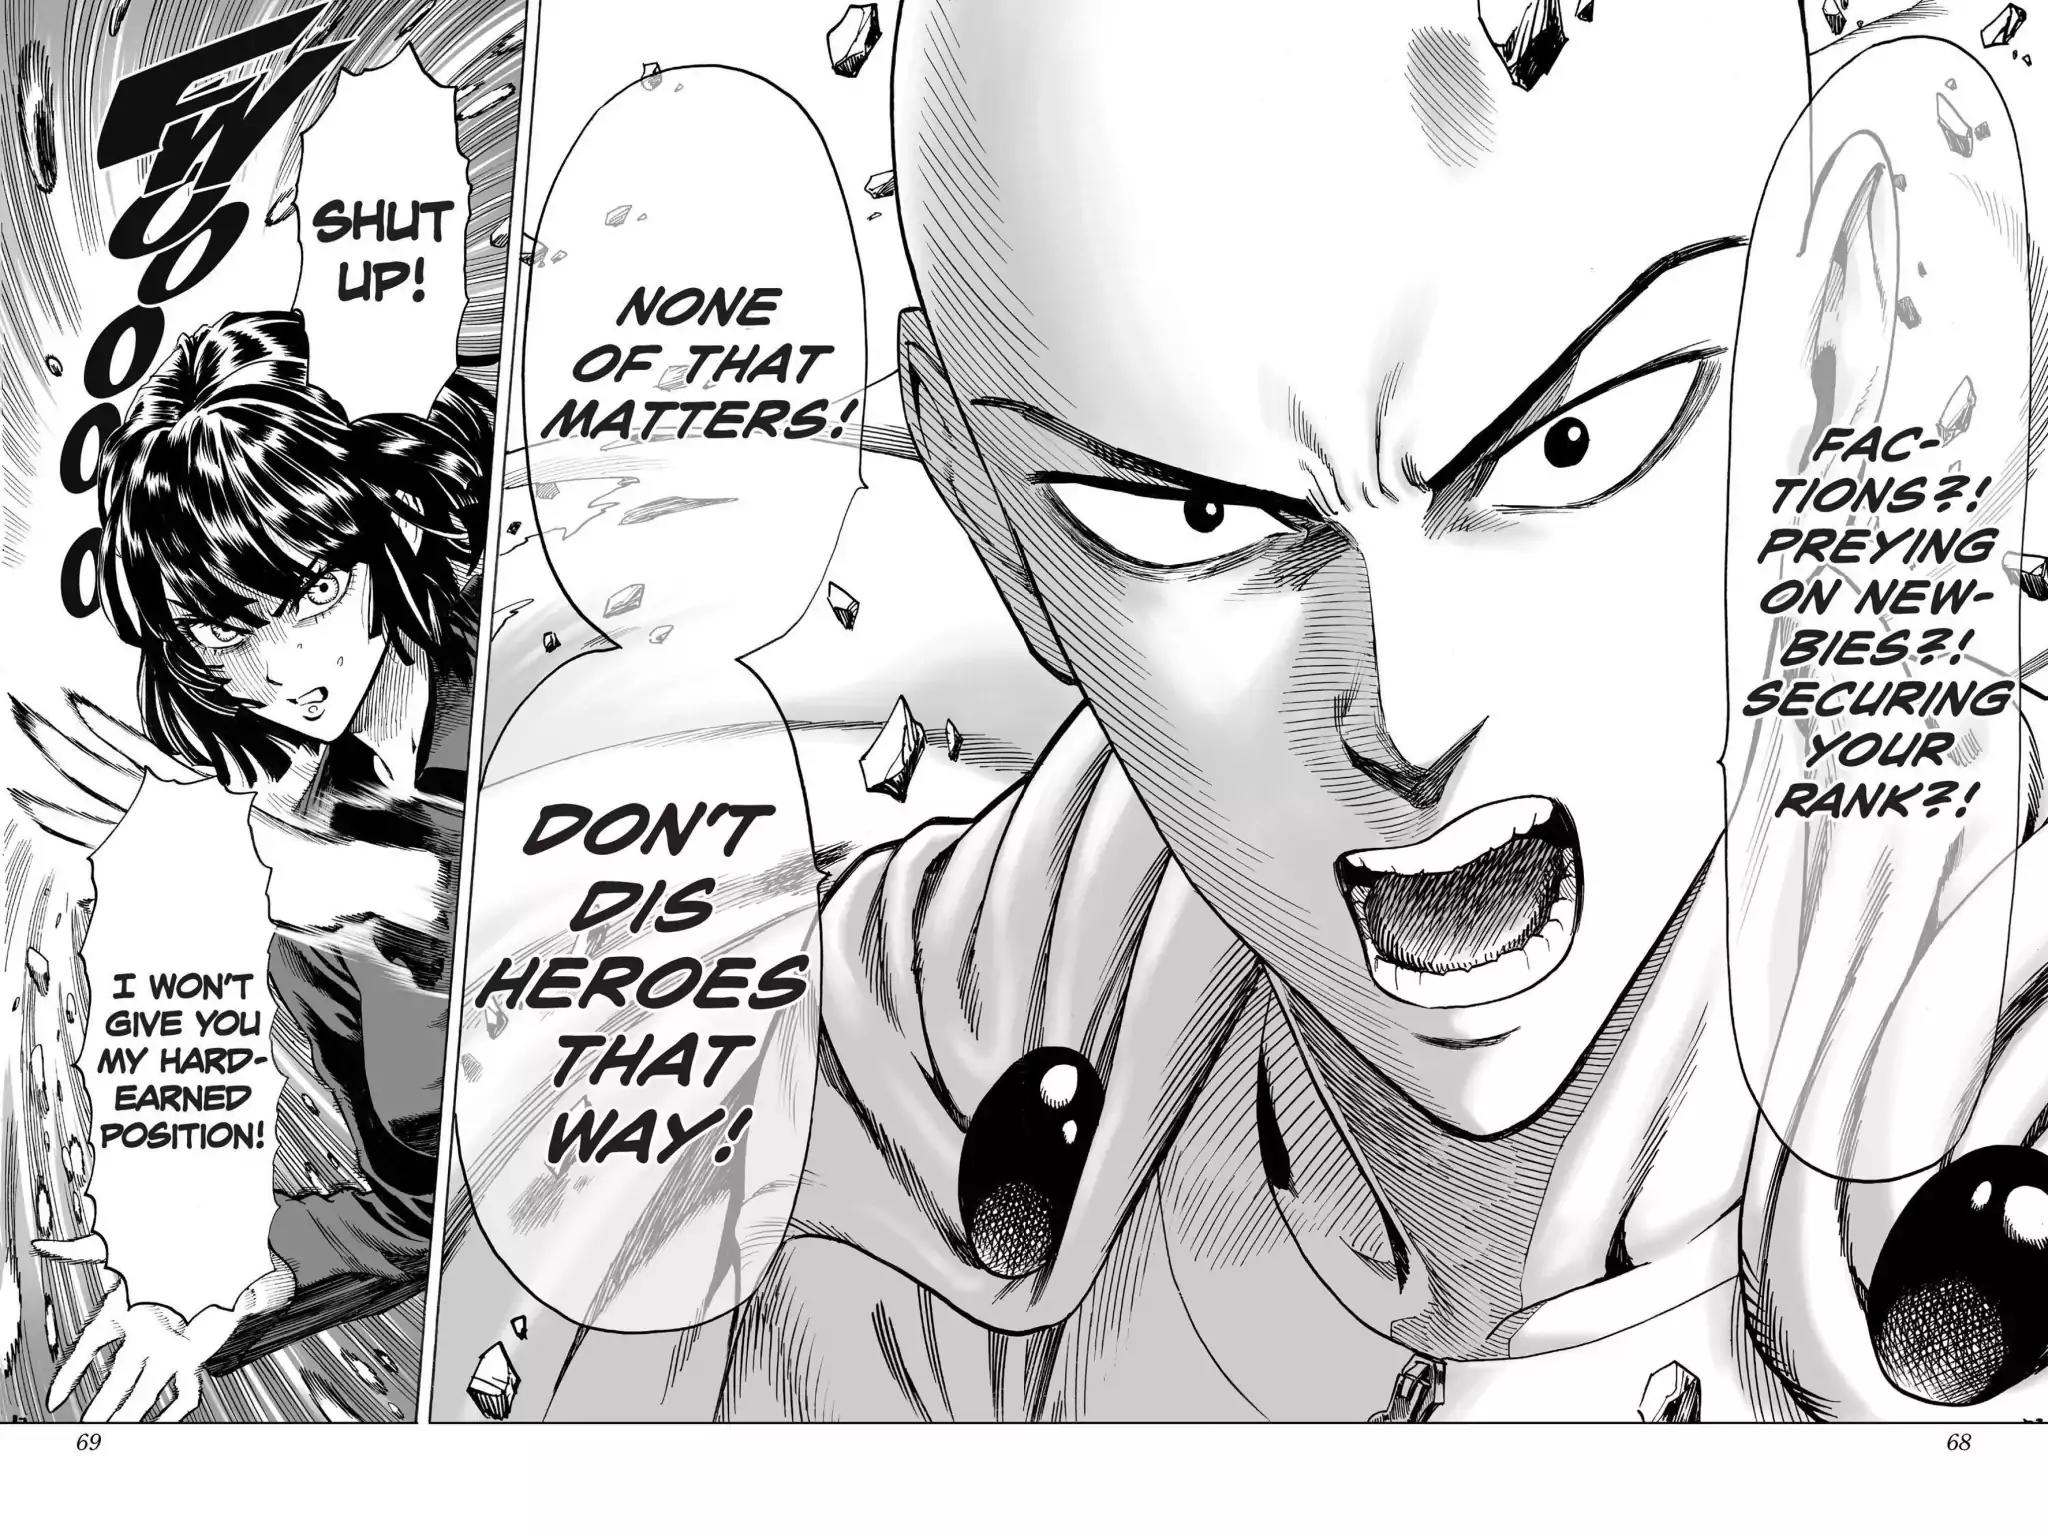 FAC-
TIONS?!
PREYING
ON NEW-
BIES?!
SECURING
YOUR
RANK?!
NONE
OF THAT
MATTERS!
DON'T
DIS
HEROES
THAT
WAY!
SHUT
UP!
FWOOOOOO
I WON'T
GIVE YOU
MY HARD-
EARNED
POSITION!
69
68